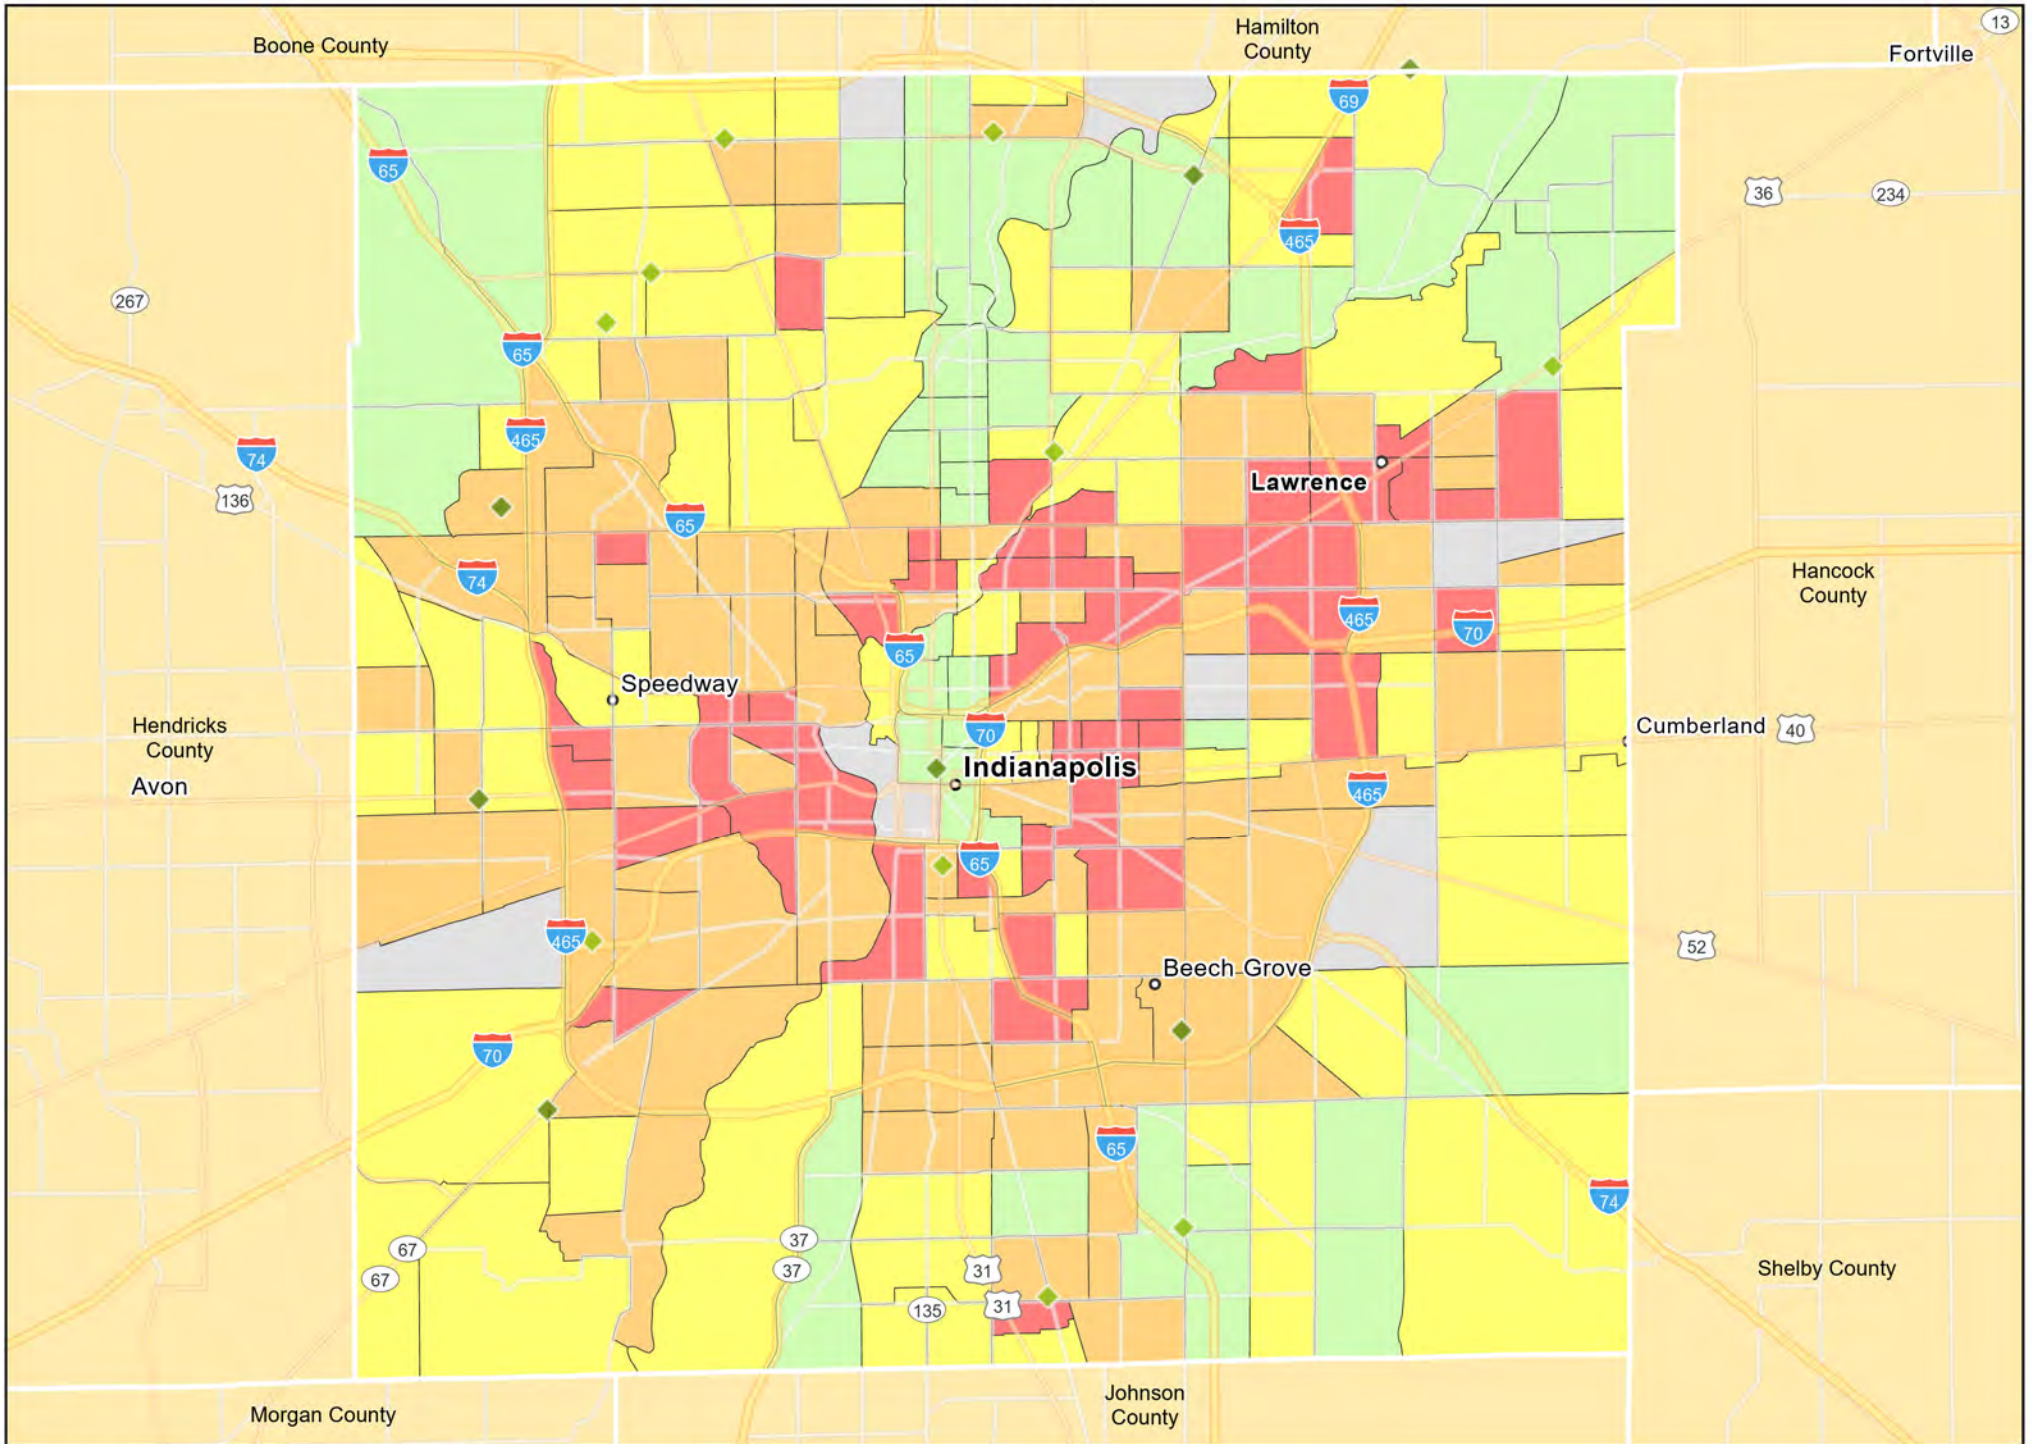 Boone County
Hamilton
County
13
Fortville
69
65
36
234
465
267
65
465
74
136
Lawrence
65
74
Hancock
County
465
70
65
Speedway
Hendricks
County
70
Cumberland
40
Indianapolis
Avon
465
65
465
52
Beech Grove
70
65
74
67
37
67
37
31
Shelby County
135
31
Morgan County
Johnson
County